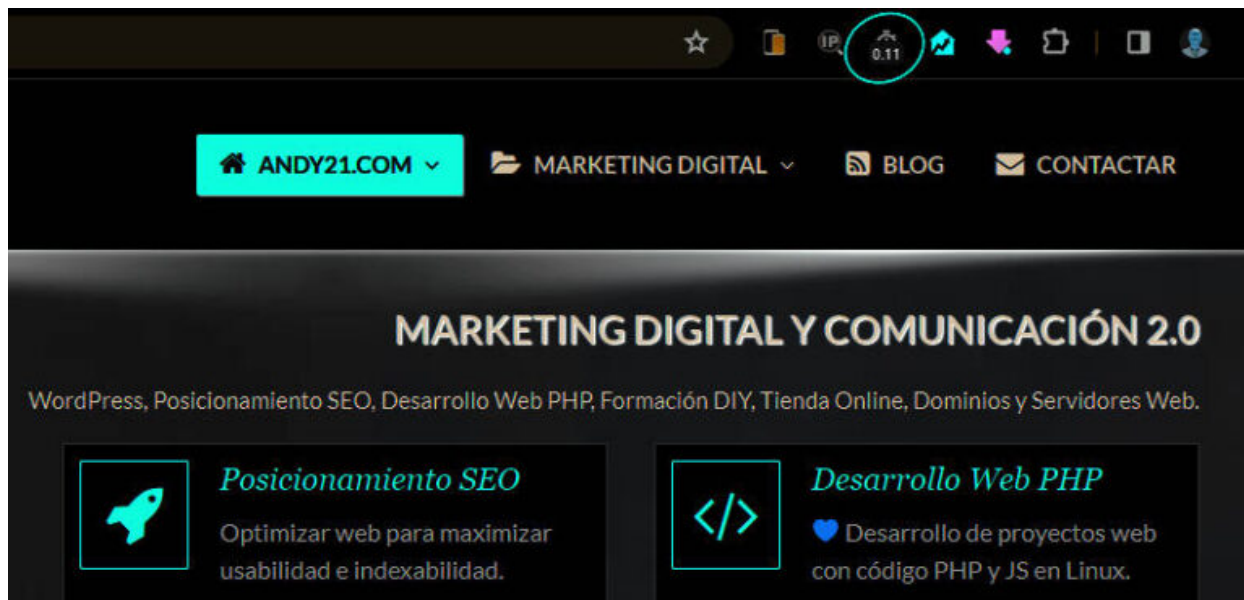 IP
0.11
ANDY21.COM
MARKETING DIGITAL
BLOG
CONTACTAR
MARKETING DIGITAL Y COMUNICACIÓN 2.0
WordPress, Posicionamiento SEO, Desarrollo Web PHP, Formación DIY, Tienda Online, Dominios y Servidores Web.
Posicionamiento SEO
Optimizar web para maximizar
usabilidad e indexabilidad.
</>
Desarrollo Web PHP
💙 Desarrollo de proyectos web
con código PHP y JS en Linux.